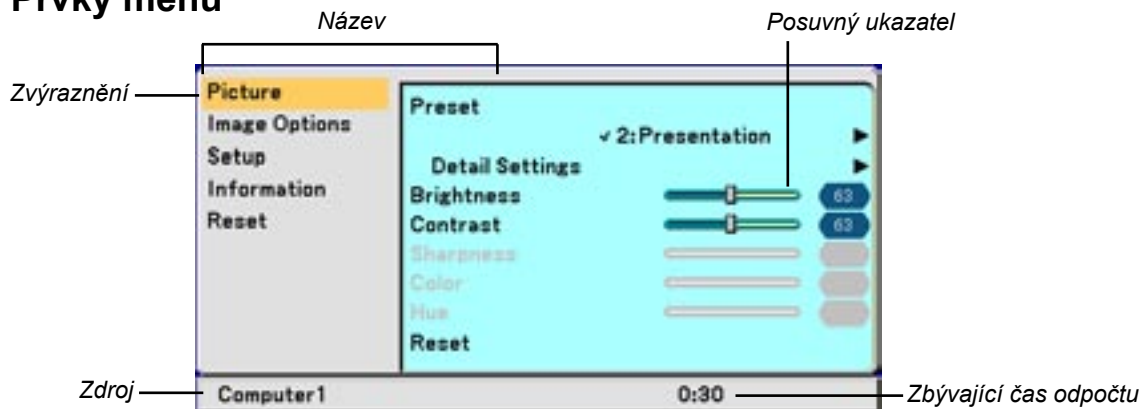 Prvky menu
Název
Posuvný ukazatel
Zvýraznění
Picture
Image Options
Setup
Information
Reset
Preset
✓ 2:Presentation ▶
Detail Settings ▶
Brightness 63
Contrast 63
Sharpness
Color
Hue
Reset
Zdroj
Computer1
0:30
Zbývající čas odpočtu